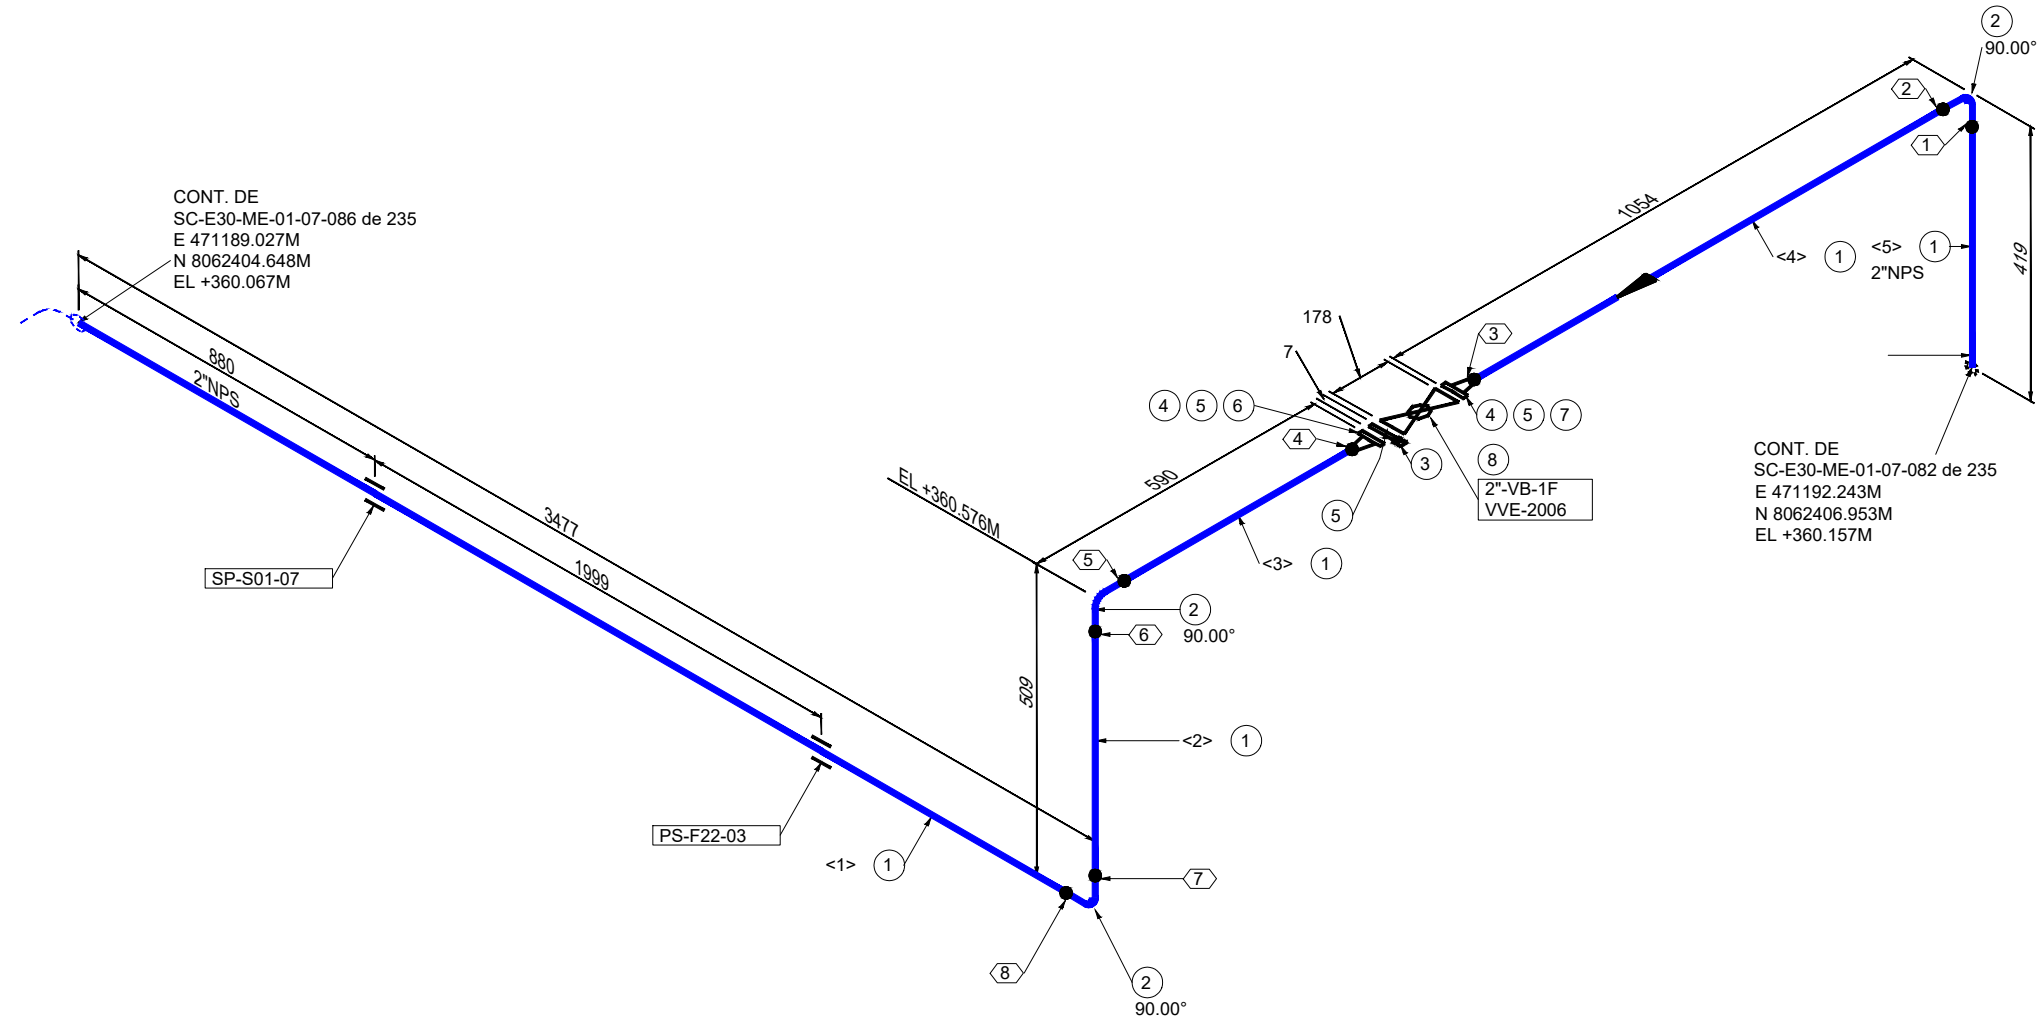 2
90.00°
2
1
CONT. DE
SC-E30-ME-01-07-086 de 235
E 471189.027M
N 8062404.648M
EL +360.067M
1054
<4> 1
<5> 1
2"NPS
419
178
7
3
880
2"NPS
4 5 6
4 5 7
4
3
8
2"-VB-1F
VVE-2006
CONT. DE
SC-E30-ME-01-07-082 de 235
E 471192.243M
N 8062406.953M
EL +360.157M
590
EL +360.576M
5
3477
5
<3> 1
SP-S01-07
1999
2
90.00°
6
509
<2> 1
PS-F22-03
<1> 1
7
8
2
90.00°